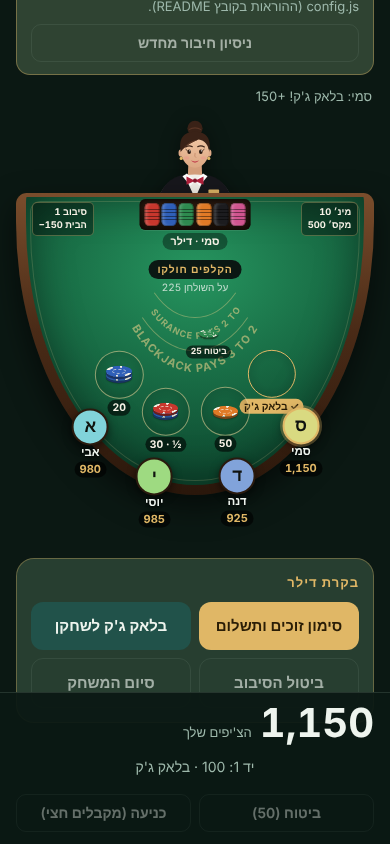 config.js (ההוראות בקובץ README).
ניסיון חיבור מחדש
סמי: בלאק ג'ק! +150
מינ׳ 10
מקס׳ 500
סיבוב 1
הבית −150
סמי · דילר
הקלפים חולקו
על השולחן 225
BLACKJACK PAYS 3 TO 2
ביטוח 25
20
½ · 30
50
בלאק ג'ק
א
אבי
980
י
יוסי
985
ד
דנה
925
ס
סמי
1,150
בקרת דילר
סימון זוכים ותשלום
בלאק ג'ק לשחקן
ביטול הסיבוב
סיום המשחק
1,150 הצ'יפים שלך
יד 1: 100 · בלאק ג'ק
ביטוח (50)
כניעה (מקבלים חצי)